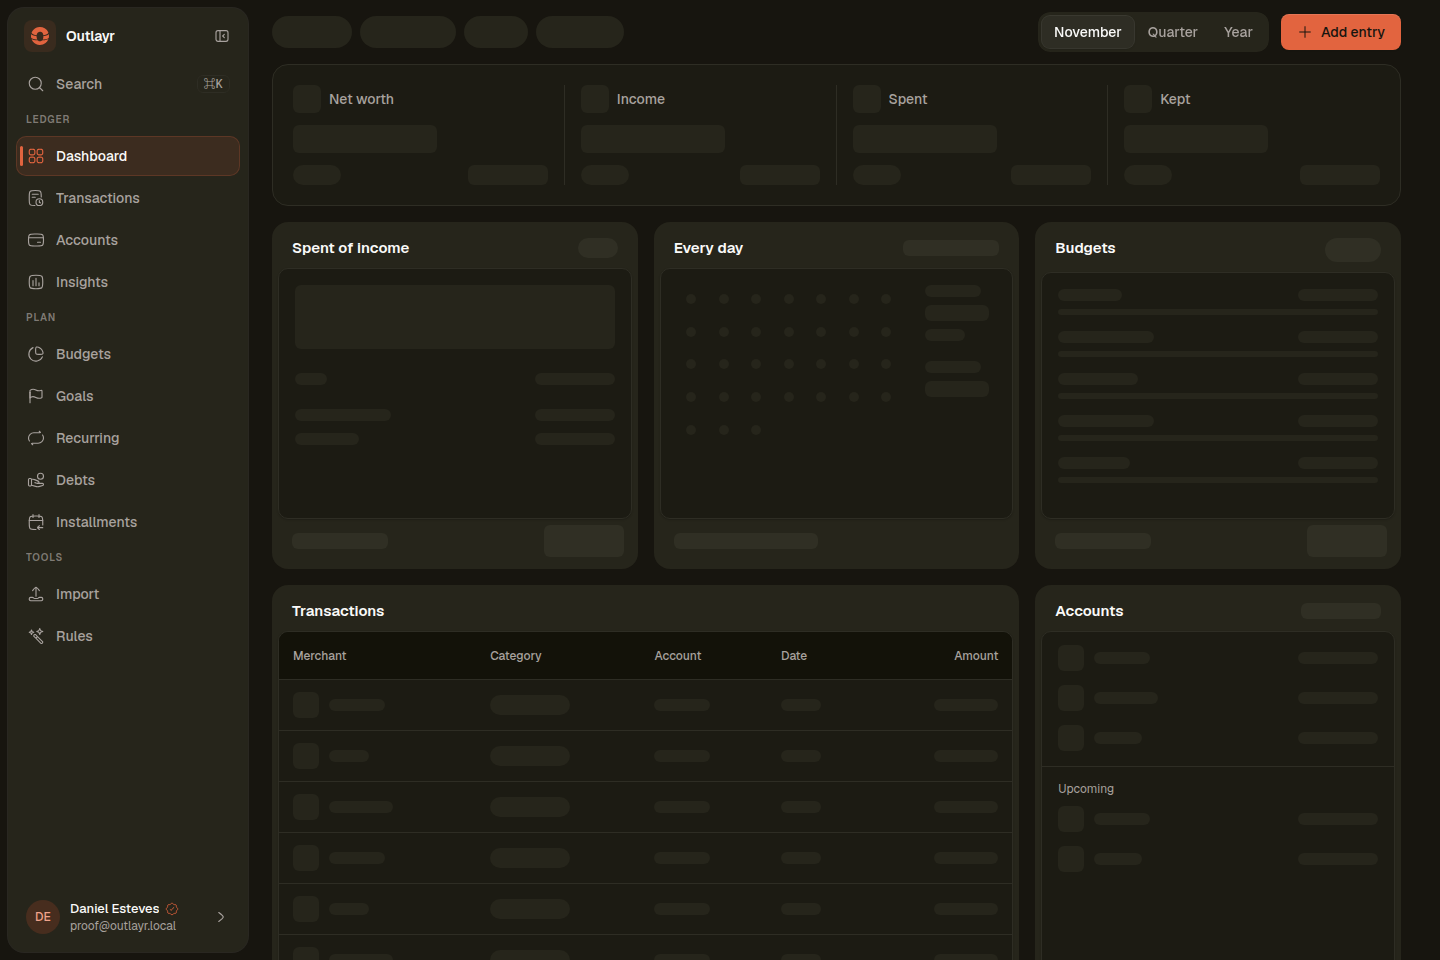 Outlayr
Search ⌘K
LEDGER
Dashboard
Transactions
Accounts
Insights
PLAN
Budgets
Goals
Recurring
Debts
Installments
TOOLS
Import
Rules
DE
Daniel Esteves
proof@outlayr.local
November Quarter Year
Add entry
Net worth
Income
Spent
Kept
Spent of income
Every day
Budgets
Transactions
Merchant Category Account Date Amount
Accounts
Upcoming